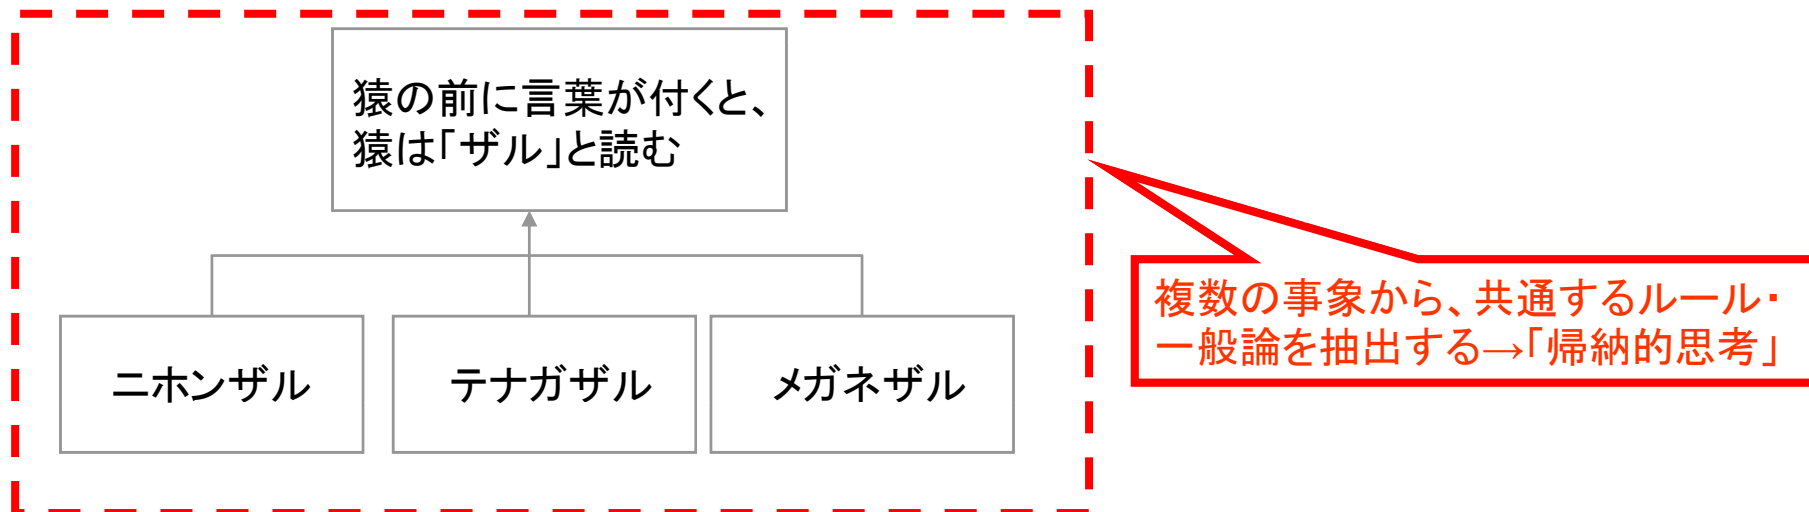 猿の前に言葉が付くと、
猿は「ザル」と読む
ニホンザル
テナガザル
メガネザル
複数の事象から、共通するルール・
一般論を抽出する→「帰納的思考」